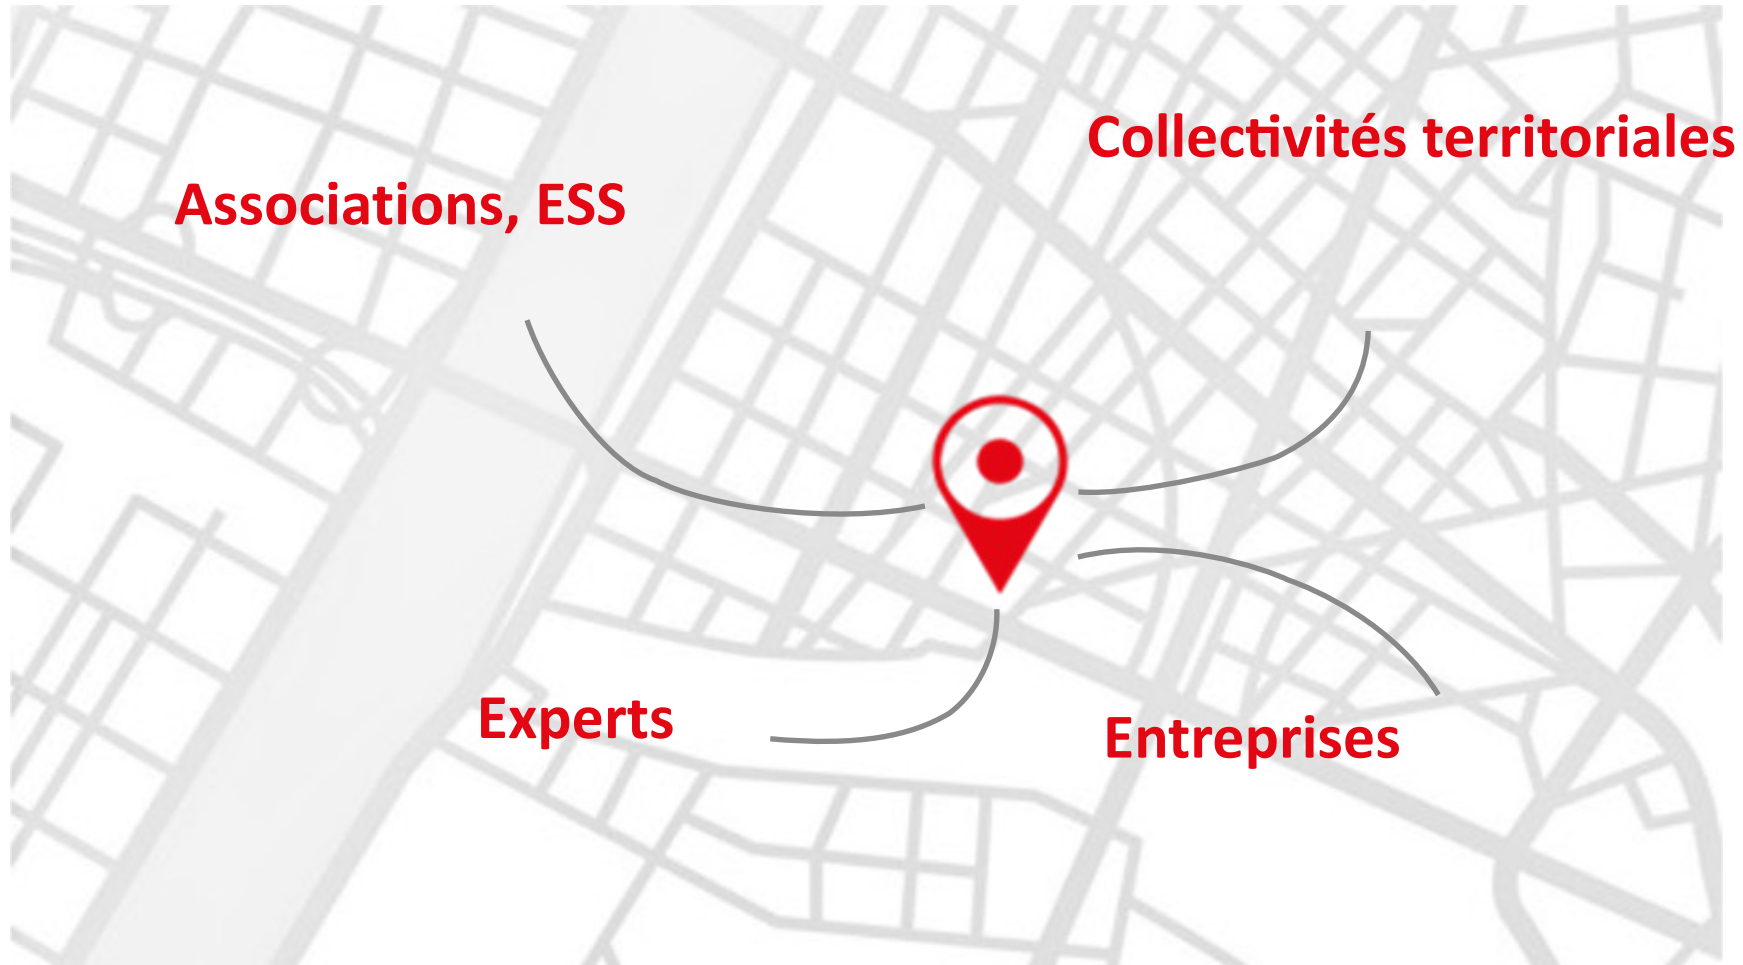 Collectivités territoriales
Associations, ESS
Experts
Entreprises